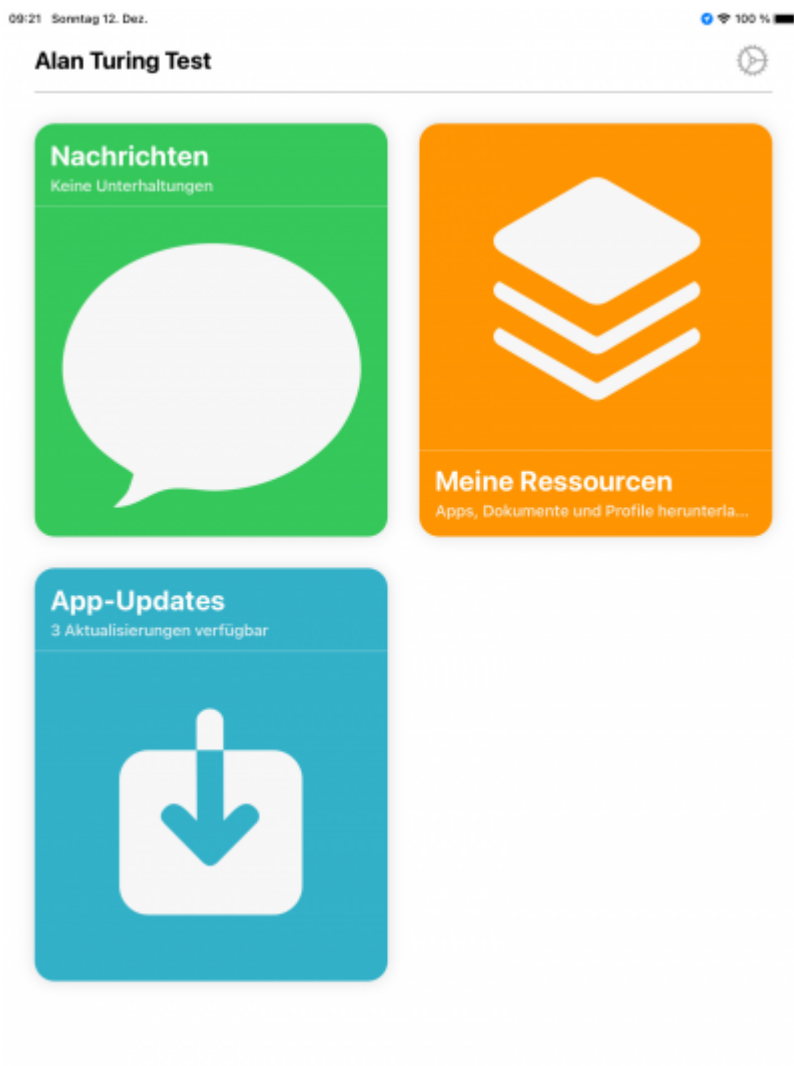 09:21 Sonntag 12. Dez. 100 %
Alan Turing Test
Nachrichten
Keine Unterhaltungen
Meine Ressourcen
Apps, Dokumente und Profile herunterla...
App-Updates
3 Aktualisierungen verfügbar